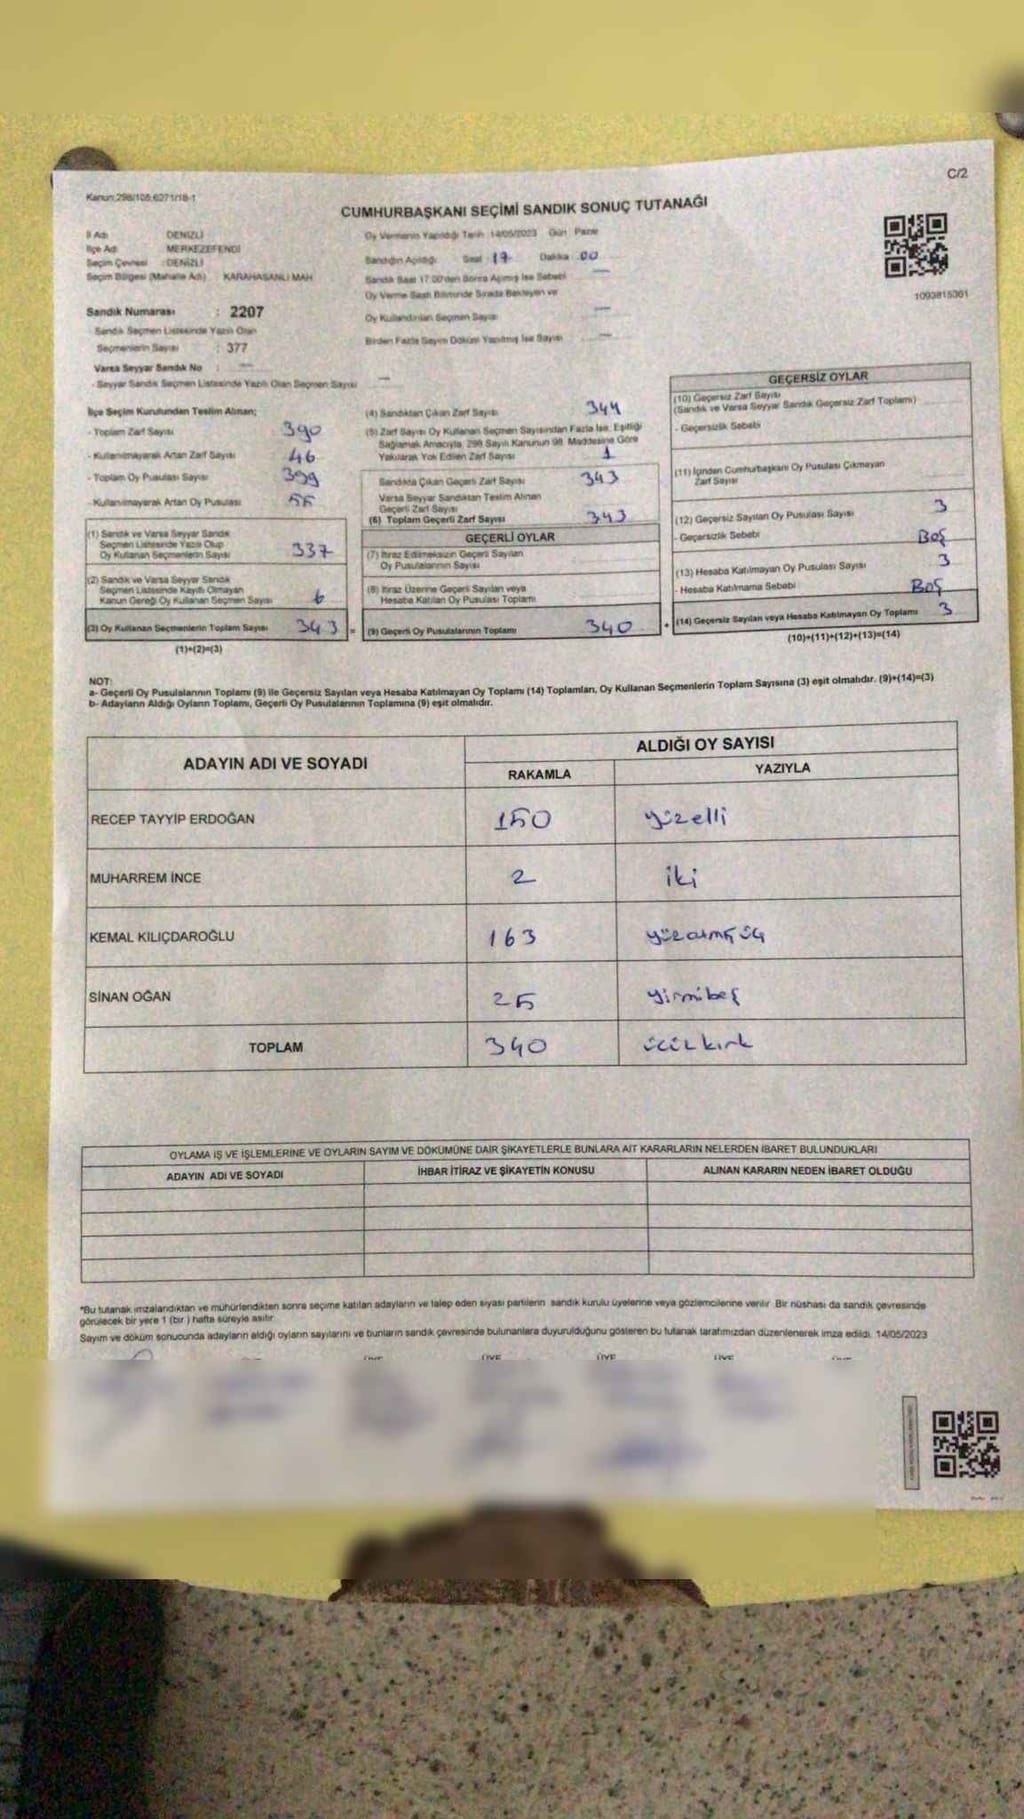 C/2
Kanun:298/105;6271/18-1
CUMHURBAŞKANI SEÇİMİ SANDIK SONUÇ TUTANAĞI
İl Adı DENİZLİ
İlçe Adı MERKEZEFENDİ
Seçim Çevresi : DENİZLİ
Seçim Bölgesi (Mahalle Adı) KARAHASANLI MAH
Oy Vermenin Yapıldığı Tarih 14/05/2023 Gün Pazar
Sandığın Açıldığı Saat 17 Dakika 00
Sandık Saat 17:00'den Sonra Açılmış İse Sebebi —
Oy Verme Saati Bitiminde Sırada Bekleyen ve
Oy Kullandırılan Seçmen Sayısı —
Birden Fazla Sayım Döküm Yapılmış İse Sayısı —
1093815361
Sandık Numarası : 2207
Sandık Seçmen Listesinde Yazılı Olan
Seçmenlerin Sayısı : 377
Varsa Seyyar Sandık No : —
- Seyyar Sandık Seçmen Listesinde Yazılı Olan Seçmen Sayısı —
İlçe Seçim Kurulundan Teslim Alınan;
- Toplam Zarf Sayısı 390
- Kullanılmayarak Artan Zarf Sayısı 46
- Toplam Oy Pusulası Sayısı 399
- Kullanılmayarak Artan Oy Pusulası 55
(1) Sandık ve Varsa Seyyar Sandık
Seçmen Listesinde Yazılı Olup
Oy Kullanan Seçmenlerin Sayısı 337
(2) Sandık ve Varsa Seyyar Sandık
Seçmen Listesinde Kayıtlı Olmayan
Kanun Gereği Oy Kullanan Seçmen Sayısı 6
(3) Oy Kullanan Seçmenlerin Toplam Sayısı 343 =
(1)+(2)=(3)
(4) Sandıktan Çıkan Zarf Sayısı 344
(5) Zarf Sayısı Oy Kullanan Seçmen Sayısından Fazla İse, Eşitliği
Sağlamak Amacıyla, 298 Sayılı Kanunun 98. Maddesine Göre
Yakılarak Yok Edilen Zarf Sayısı 1
Sandıkta Çıkan Geçerli Zarf Sayısı 343
Varsa Seyyar Sandıktan Teslim Alınan
Geçerli Zarf Sayısı
(6) Toplam Geçerli Zarf Sayısı 343
GEÇERLİ OYLAR
(7) İtiraz Edilmeksizin Geçerli Sayılan
Oy Pusulalarının Sayısı
(8) İtiraz Üzerine Geçerli Sayılan veya
Hesaba Katılan Oy Pusulası Toplamı
(9) Geçerli Oy Pusulalarının Toplamı 340 +
GEÇERSİZ OYLAR
(10) Geçersiz Zarf Sayısı
(Sandık ve Varsa Seyyar Sandık Geçersiz Zarf Toplamı)
- Geçersizlik Sebebi
(11) İçinden Cumhurbaşkanı Oy Pusulası Çıkmayan
Zarf Sayısı
(12) Geçersiz Sayılan Oy Pusulası Sayısı 3
- Geçersizlik Sebebi Boş
(13) Hesaba Katılmayan Oy Pusulası Sayısı 3
- Hesaba Katılmama Sebebi Boş
(14) Geçersiz Sayılan veya Hesaba Katılmayan Oy Toplamı 3
(10)+(11)+(12)+(13)=(14)
NOT:
a- Geçerli Oy Pusulalarının Toplamı (9) ile Geçersiz Sayılan veya Hesaba Katılmayan Oy Toplamı (14) Toplamları, Oy Kullanan Seçmenlerin Toplam Sayısına (3) eşit olmalıdır. (9)+(14)=(3)
b- Adayların Aldığı Oyların Toplamı, Geçerli Oy Pusulalarının Toplamına (9) eşit olmalıdır.
ADAYIN ADI VE SOYADI
ALDIĞI OY SAYISI
RAKAMLA YAZIYLA
RECEP TAYYİP ERDOĞAN 150 yüzelli
MUHARREM İNCE 2 iki
KEMAL KILIÇDAROĞLU 163 yüzatmışüç
SİNAN OĞAN 25 yirmibeş
TOPLAM 340 üçüzkırk
OYLAMA İŞ VE İŞLEMLERİNE VE OYLARIN SAYIM VE DÖKÜMÜNE DAİR ŞİKAYETLERLE BUNLARA AİT KARARLARIN NELERDEN İBARET BULUNDUKLARI
ADAYIN ADI VE SOYADI İHBAR İTİRAZ VE ŞİKAYETİN KONUSU ALINAN KARARIN NEDEN İBARET OLDUĞU
*Bu tutanak imzalandıktan ve mühürlendikten sonra seçime katılan adayların ve talep eden siyasi partilerin sandık kurulu üyelerine veya gözlemcilerine verilir. Bir nüshası da sandık çevresinde
görülecek bir yere 1 (bir) hafta süreyle asılır.
Sayım ve döküm sonucunda adayların aldığı oyların sayılarını ve bunların sandık çevresinde bulunanlara duyurulduğunu gösteren bu tutanak tarafımızdan düzenlenerek imza edildi. 14/05/2023
ÜYE ÜYE ÜYE ÜYE